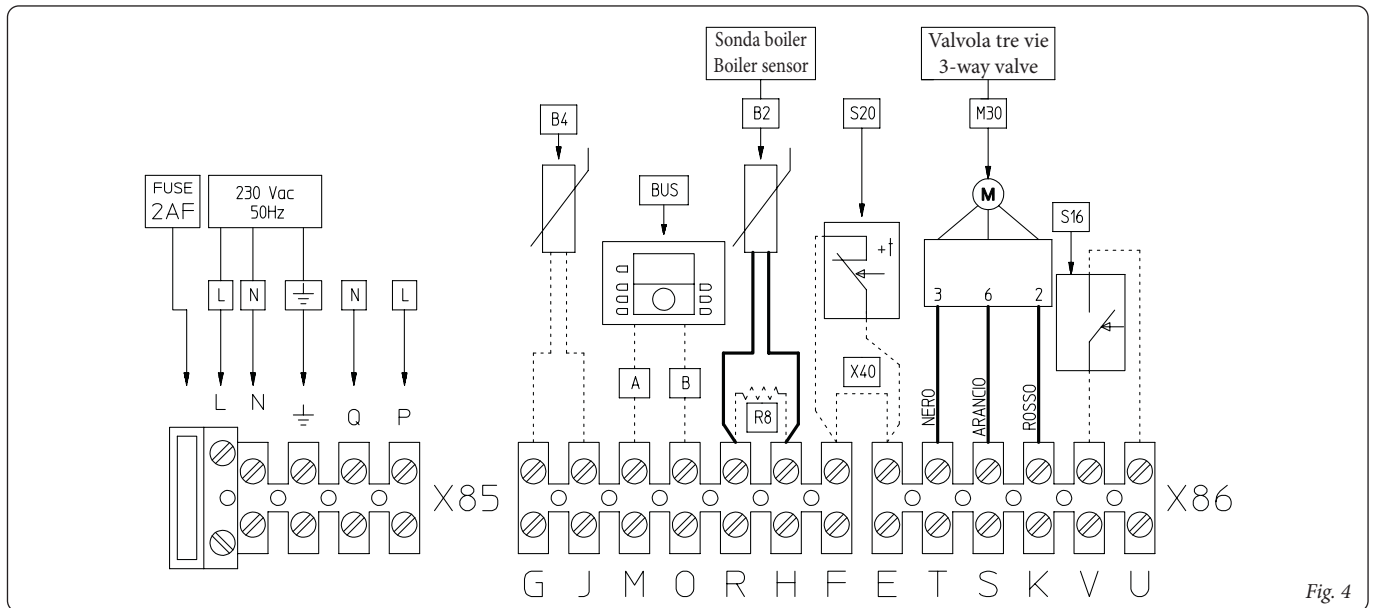 Sonda boiler
Boiler sensor
Valvola tre vie
3-way valve
B4
B2
S20
M30
FUSE
2AF
230 Vac
50Hz
BUS
M
S16
+t
3 6 2
L N N L
A B
X40
R8
NERO
ARANCIO
ROSSO
L N Q P
X85
X86
G J M O R H F E T S K V U
Fig. 4